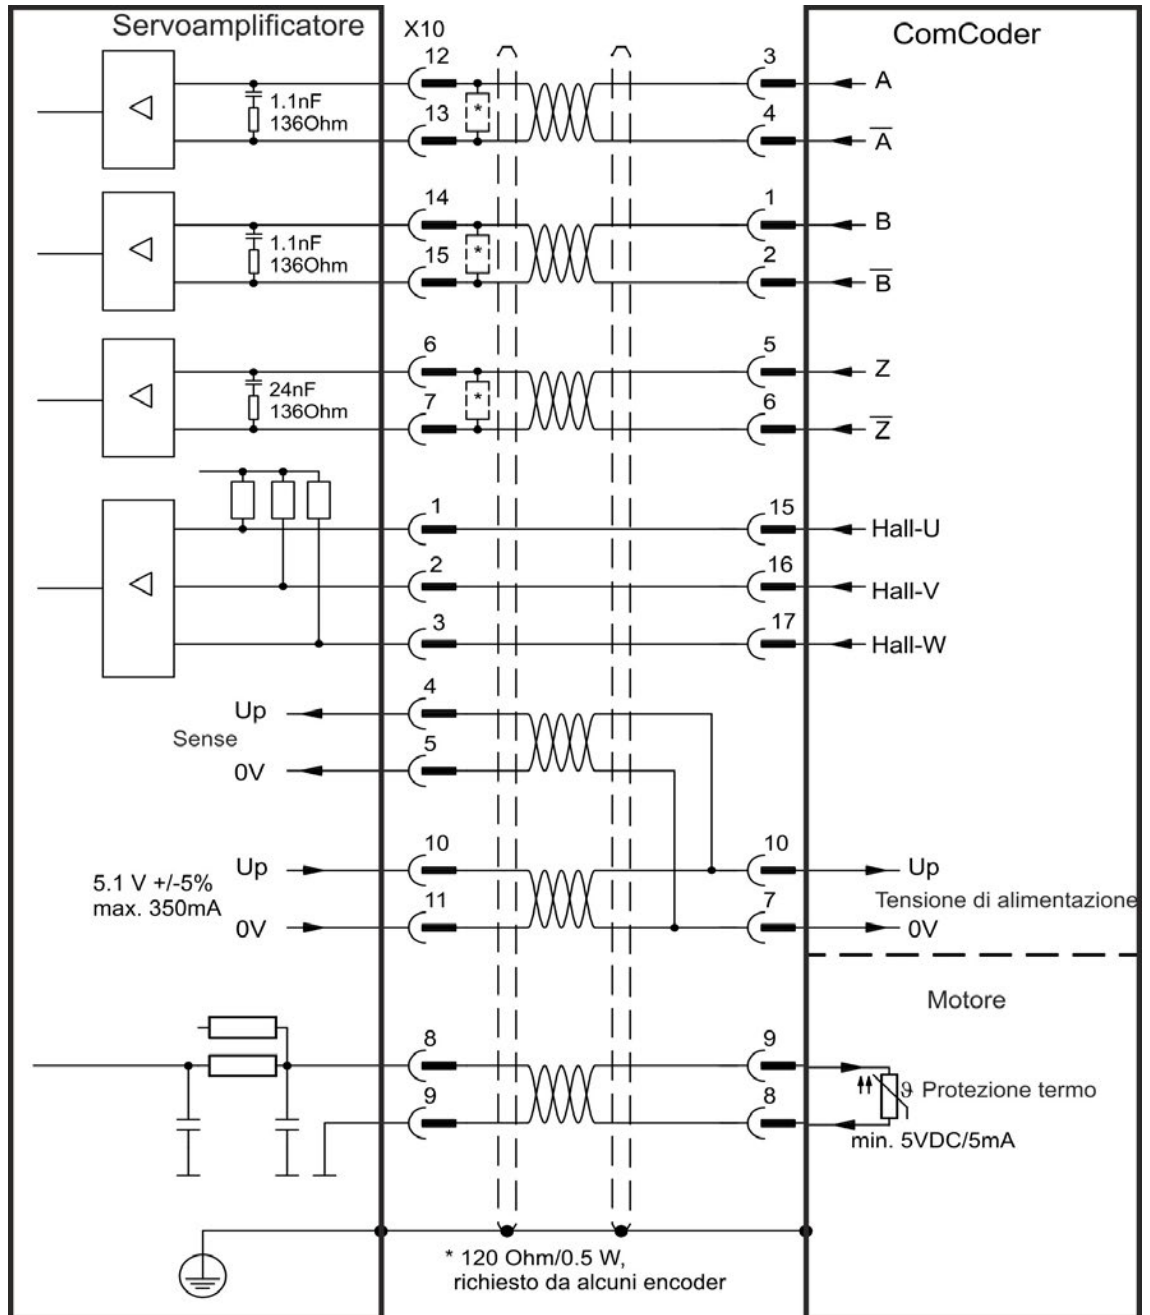 Servoamplificatore
X10
ComCoder
12
3
A
1.1nF
136Ohm
*
13
4
A̅
14
1
B
1.1nF
136Ohm
*
15
2
B̅
6
5
Z
24nF
136Ohm
*
7
6
Z̅
1
15
Hall-U
2
16
Hall-V
3
17
Hall-W
4
Up
Sense
5
0V
10
10
Up
Up
5.1 V +/-5%
max. 350mA
Tensione di alimentazione
11
7
0V
0V
Motore
8
9
ϑ Protezione termo
9
8
min. 5VDC/5mA
* 120 Ohm/0.5 W,
richiesto da alcuni encoder